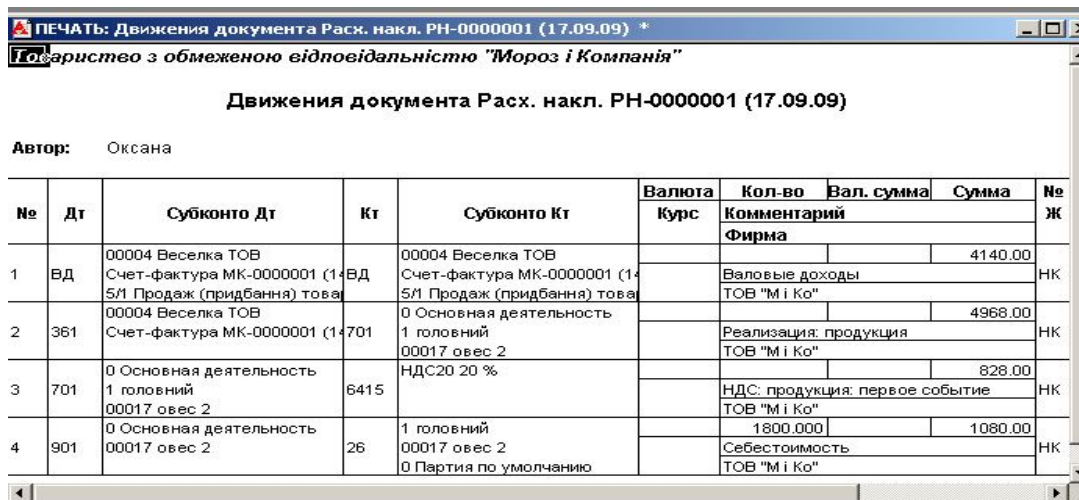 ПЕЧАТЬ: Движения документа Расх. накл. РН-0000001 (17.09.09) *
Товариство з обмеженою відповідальністю "Мороз і Компанія"
Движения документа Расх. накл. РН-0000001 (17.09.09)
Автор: Оксана
№ Дт Субконто Дт Кт Субконто Кт Валюта Кол-во Вал. сумма Сумма №
Курс Комментарий Ж
Фирма
00004 Веселка ТОВ 00004 Веселка ТОВ 4140.00
1 ВД Счет-фактура МК-0000001 (14 ВД Счет-фактура МК-0000001 (14 Валовые доходы НК
5/1 Продаж (придбання) това 5/1 Продаж (придбання) това ТОВ "М і Ко"
00004 Веселка ТОВ 0 Основная деятельность 4968.00
2 361 Счет-фактура МК-0000001 (14 701 1 головний Реализация: продукция НК
00017 овес 2 ТОВ "М і Ко"
0 Основная деятельность НДС20 20 % 828.00
3 701 1 головний 6415 НДС: продукция: первое событие НК
00017 овес 2 ТОВ "М і Ко"
0 Основная деятельность 1 головний 1800.000 1080.00
4 901 00017 овес 2 26 00017 овес 2 Себестоимость НК
0 Партия по умолчанию ТОВ "М і Ко"